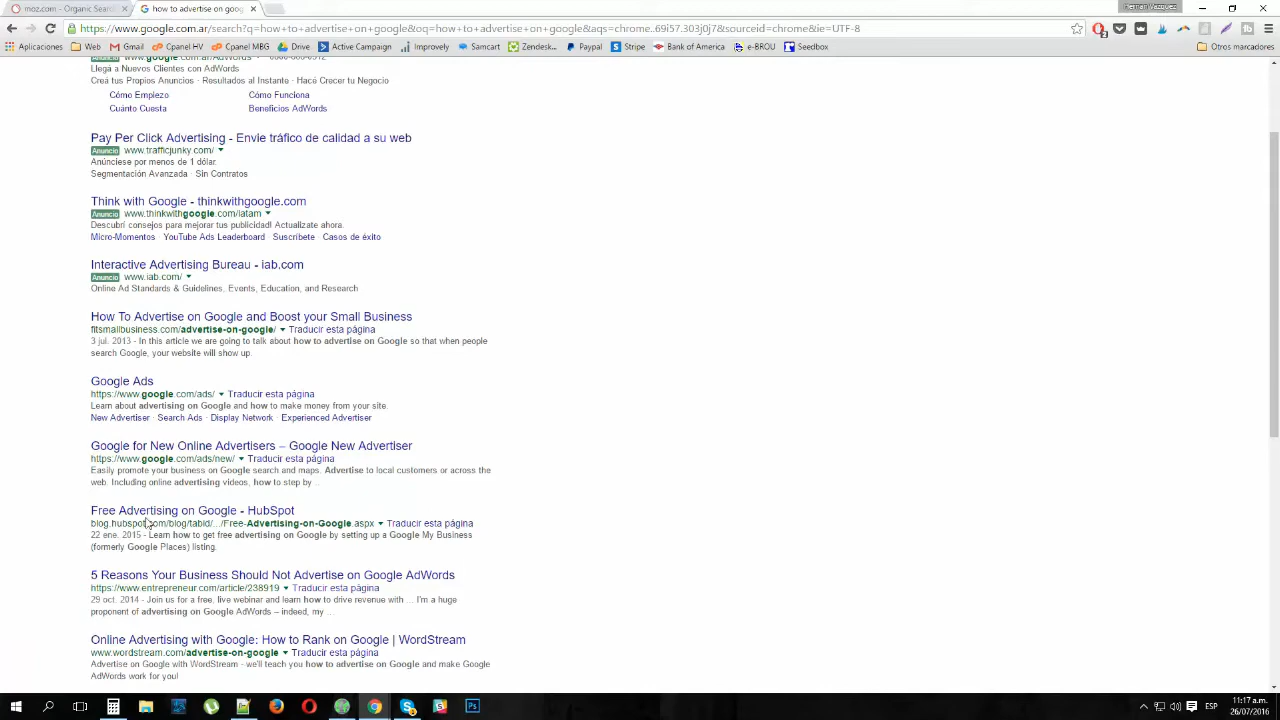 moz.com – Organic Searc
how to advertise on goog
Hernan Vazquez
https://www.google.com.ar/search?q=how+to+advertise+on+google&oq=how+to+advertise+on+google&aqs=chrome..69i57.303j0j7&sourceid=chrome&ie=UTF-8
Aplicaciones Web Gmail Cpanel HV Cpanel MBG Drive Active Campaign Improvely Samcart Zendesk... Paypal Stripe Bank of America e-BROU Seedbox Otros marcadores
Anuncio www.google.com.ar/AdWords
Llegá a Nuevos Clientes con AdWords
Creá tus Propios Anuncios · Resultados al Instante · Hacé Crecer tu Negocio
Cómo Empiezo Cómo Funciona
Cuánto Cuesta Beneficios AdWords
Pay Per Click Advertising - Envie tráfico de calidad a su web
Anuncio www.trafficjunky.com/
Anúnciese por menos de 1 dólar.
Segmentación Avanzada · Sin Contratos
Think with Google - thinkwithgoogle.com
Anuncio www.thinkwithgoogle.com/latam
Descubrí consejos para mejorar tus publicidad! Actualizate ahora.
Micro-Momentos · YouTube Ads Leaderboard · Suscríbete · Casos de éxito
Interactive Advertising Bureau - iab.com
Anuncio www.iab.com/
Online Ad Standards & Guidelines, Events, Education, and Research
How To Advertise on Google and Boost your Small Business
fitsmallbusiness.com/advertise-on-google/ Traducir esta página
3 jul. 2013 - In this article we are going to talk about how to advertise on Google so that when people
search Google, your website will show up.
Google Ads
https://www.google.com/ads/ Traducir esta página
Learn about advertising on Google and how to make money from your site.
New Advertiser · Search Ads · Display Network · Experienced Advertiser
Google for New Online Advertisers – Google New Advertiser
https://www.google.com/ads/new/ Traducir esta página
Easily promote your business on Google search and maps. Advertise to local customers or across the
web. Including online advertising videos, how to step by ...
Free Advertising on Google - HubSpot
blog.hubspot.com/blog/tabid/.../Free-Advertising-on-Google.aspx Traducir esta página
22 ene. 2015 - Learn how to get free advertising on Google by setting up a Google My Business
(formerly Google Places) listing.
5 Reasons Your Business Should Not Advertise on Google AdWords
https://www.entrepreneur.com/article/238919 Traducir esta página
29 oct. 2014 - Join us for a free, live webinar and learn how to drive revenue with ... I'm a huge
proponent of advertising on Google AdWords – indeed, my ...
Online Advertising with Google: How to Rank on Google | WordStream
www.wordstream.com/advertise-on-google Traducir esta página
Advertise on Google with WordStream - we'll teach you how to advertise on Google and make Google
AdWords work for you!
ESP
11:17 a.m.
26/07/2016